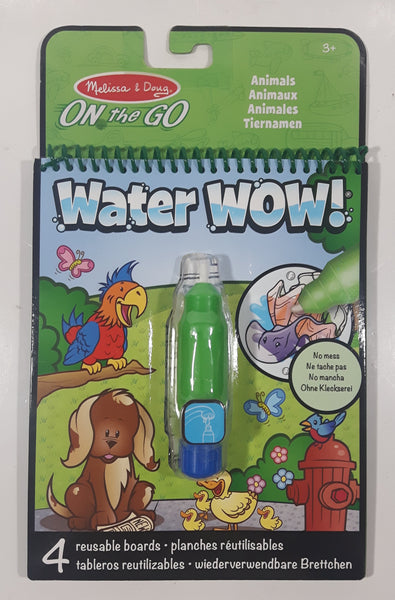 Melissa & Doug
ON the GO
3+
Animals
Animaux
Animales
Tiernamen
Water WOW!
No mess
Ne tache pas
No mancha
Ohne Kleckserei
4 reusable boards • planches réutilisables
tableros reutilizables • wiederverwendbare Brettchen